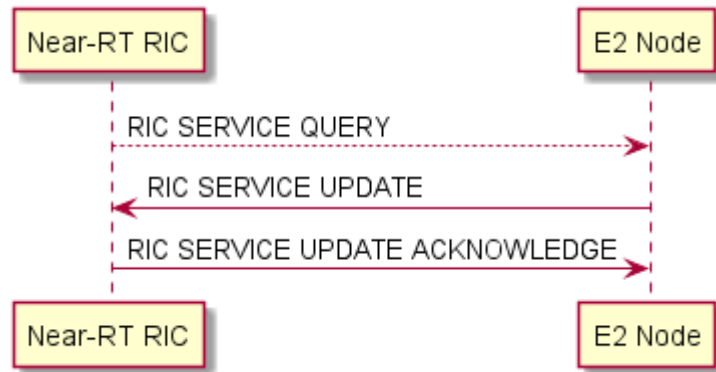 Near-RT RIC
E2 Node
RIC SERVICE QUERY
RIC SERVICE UPDATE
RIC SERVICE UPDATE ACKNOWLEDGE
Near-RT RIC
E2 Node